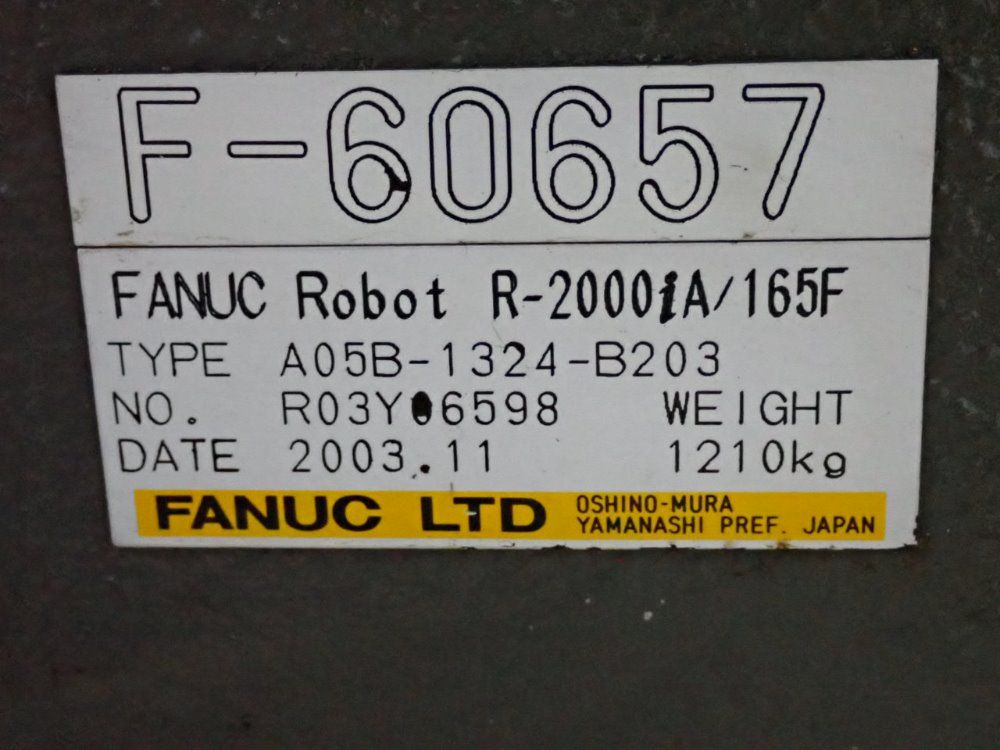 F-60657
FANUC Robot R-2000iA/165F
TYPE A05B-1324-B203
NO. WEIGHT
DATE 2003.11 1210kg
FANUC LTD OSHINO-MURA
YAMANASHI PREF. JAPAN